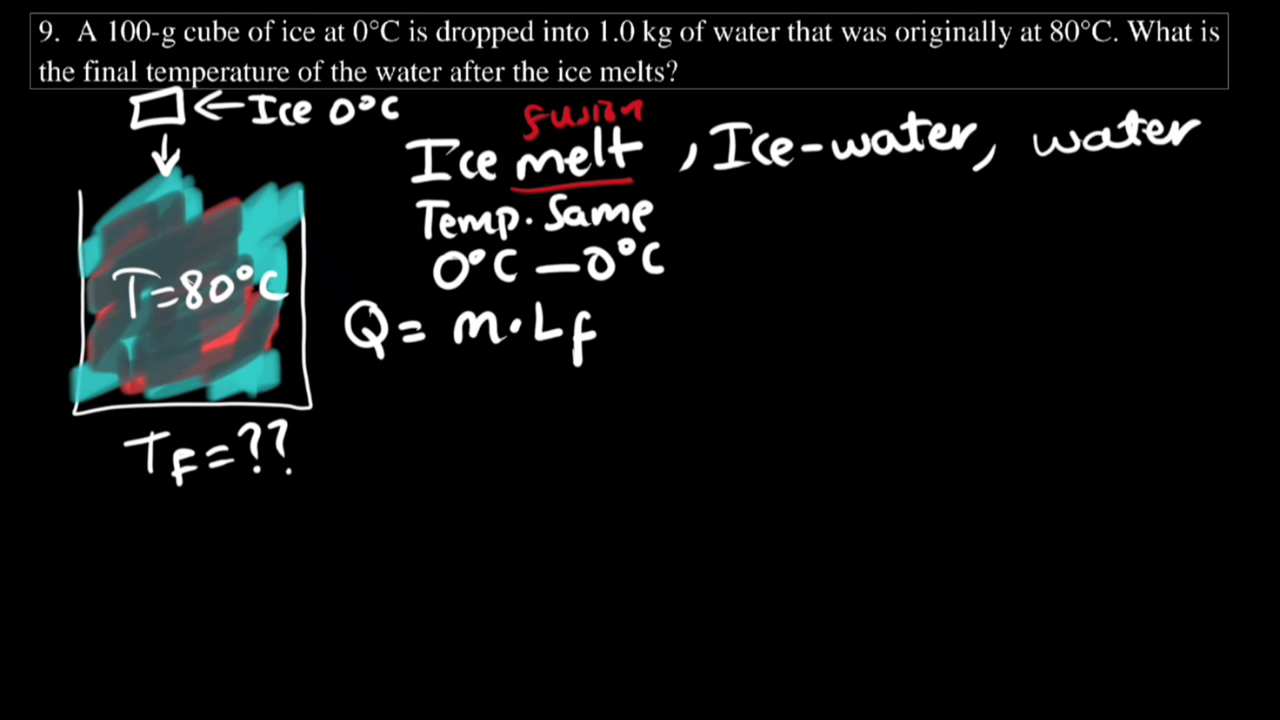 9. A 100-g cube of ice at 0°C is dropped into 1.0 kg of water that was originally at 80°C. What is
the final temperature of the water after the ice melts?
←Ice 0°C
fusion
Ice melt , Ice-water, water
Temp. Same
0°C – 0°C
T=80°C
Q = m·Lf
TF=??